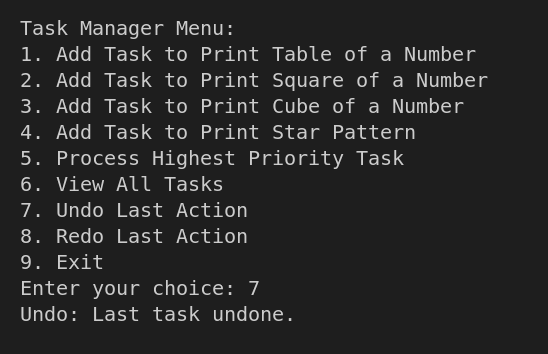 Task Manager Menu:
1. Add Task to Print Table of a Number
2. Add Task to Print Square of a Number
3. Add Task to Print Cube of a Number
4. Add Task to Print Star Pattern
5. Process Highest Priority Task
6. View All Tasks
7. Undo Last Action
8. Redo Last Action
9. Exit
Enter your choice: 7
Undo: Last task undone.